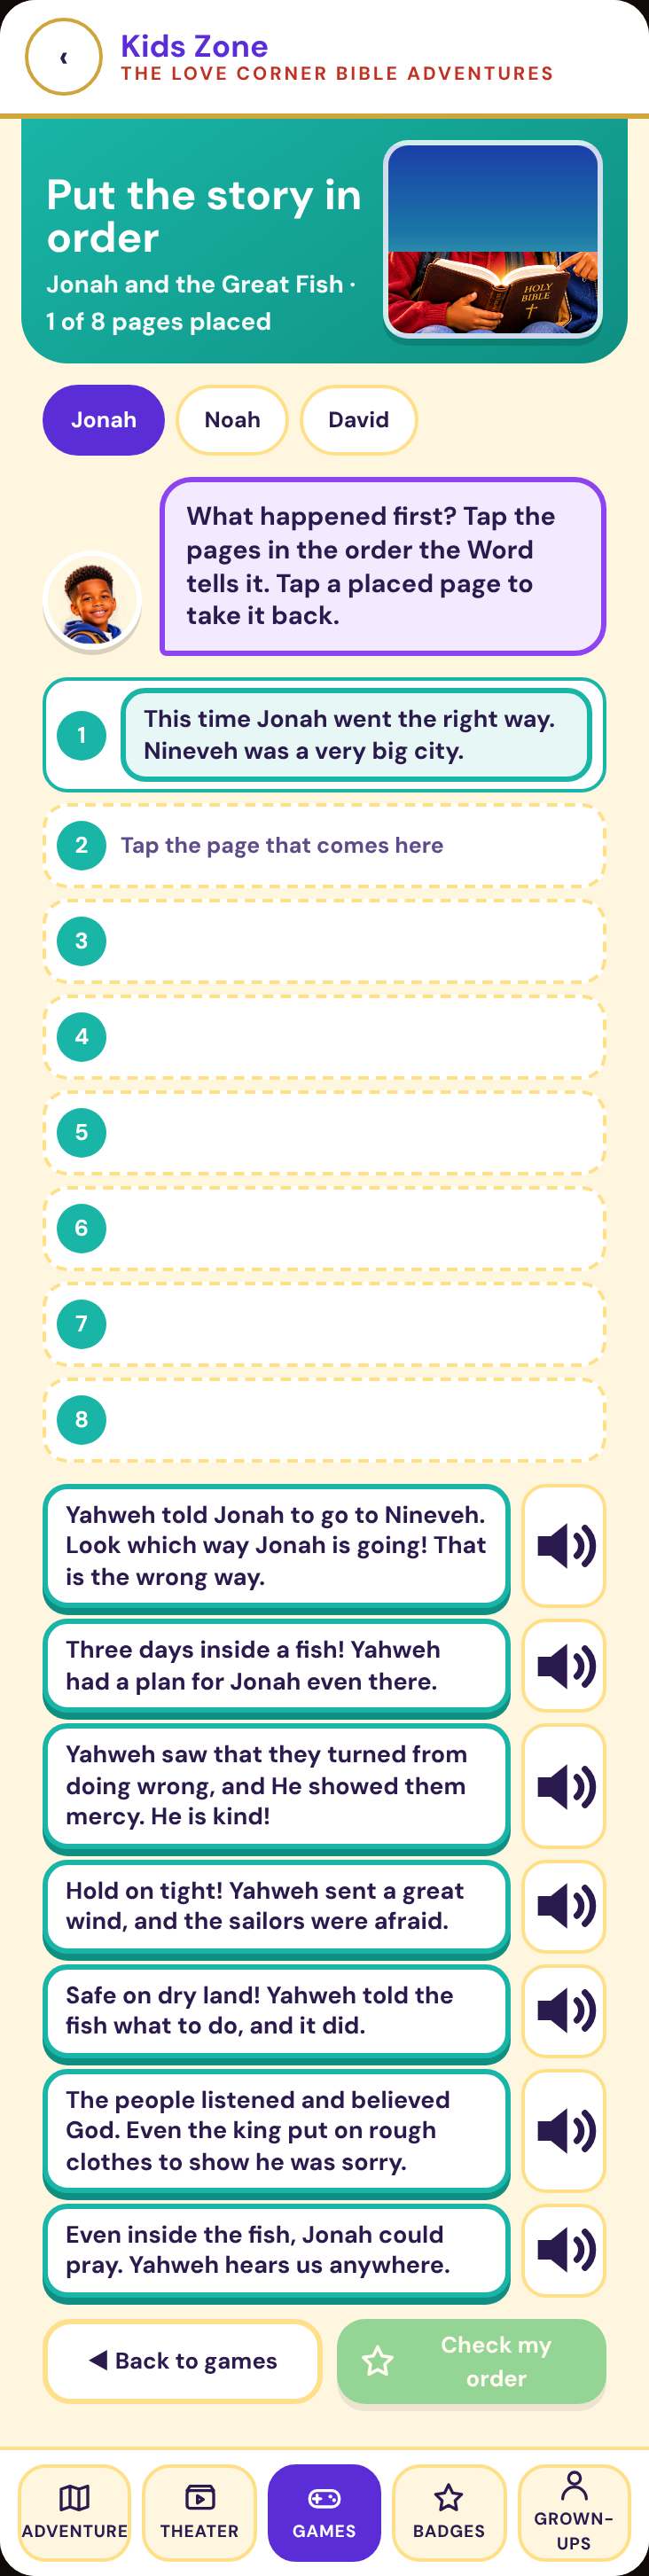 Kids Zone
THE LOVE CORNER BIBLE ADVENTURES
Put the story in
order
Jonah and the Great Fish ·
1 of 8 pages placed
HOLY
BIBLE
Jonah
Noah
David
What happened first? Tap the
pages in the order the Word
tells it. Tap a placed page to
take it back.
1
This time Jonah went the right way.
Nineveh was a very big city.
2
Tap the page that comes here
3
4
5
6
7
8
Yahweh told Jonah to go to Nineveh.
Look which way Jonah is going! That
is the wrong way.
Three days inside a fish! Yahweh
had a plan for Jonah even there.
Yahweh saw that they turned from
doing wrong, and He showed them
mercy. He is kind!
Hold on tight! Yahweh sent a great
wind, and the sailors were afraid.
Safe on dry land! Yahweh told the
fish what to do, and it did.
The people listened and believed
God. Even the king put on rough
clothes to show he was sorry.
Even inside the fish, Jonah could
pray. Yahweh hears us anywhere.
Back to games
Check my
order
ADVENTURE
THEATER
GAMES
BADGES
GROWN-
UPS